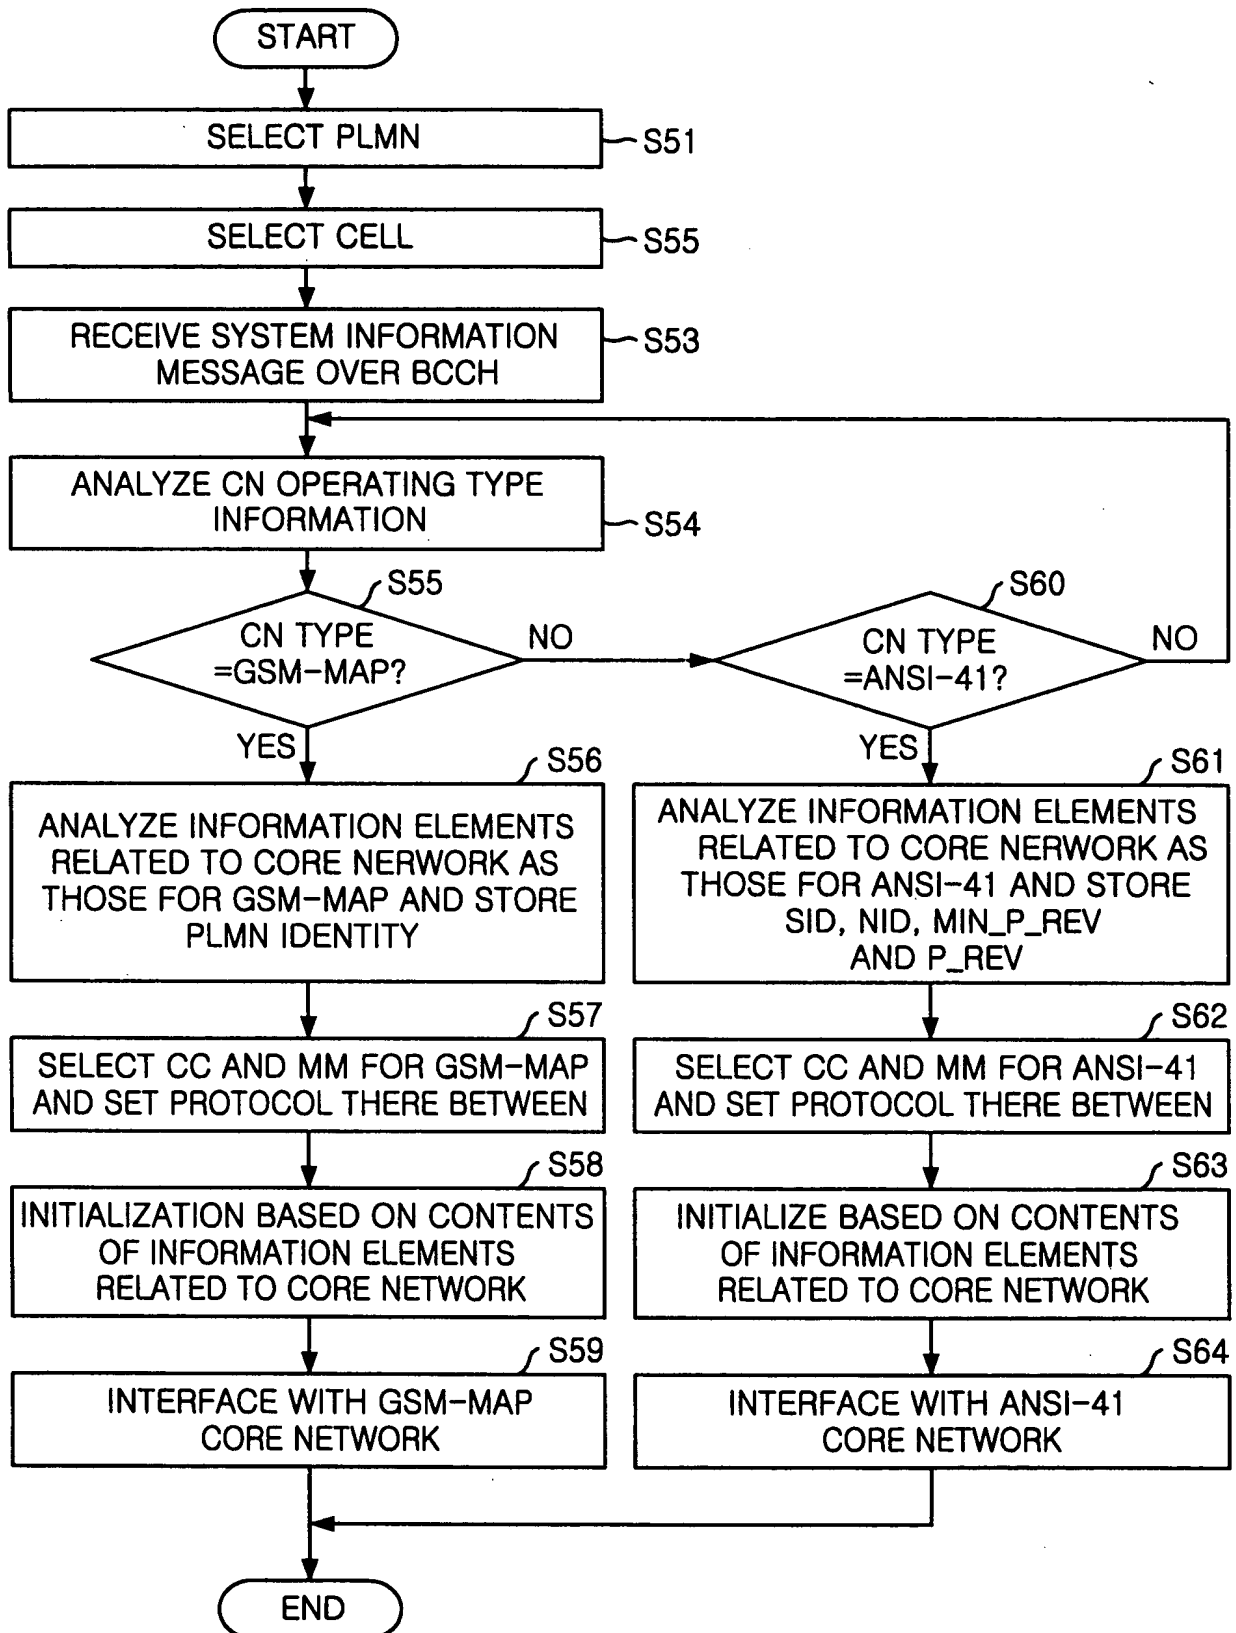 START
SELECT PLMN
S51
SELECT CELL
S55
RECEIVE SYSTEM INFORMATION
MESSAGE OVER BCCH
S53
ANALYZE CN OPERATING TYPE
INFORMATION
S54
S55
CN TYPE
=GSM-MAP?
NO
YES
S60
CN TYPE
=ANSI-41?
NO
YES
S56
ANALYZE INFORMATION ELEMENTS
RELATED TO CORE NERWORK AS
THOSE FOR GSM-MAP AND STORE
PLMN IDENTITY
S61
ANALYZE INFORMATION ELEMENTS
RELATED TO CORE NERWORK AS
THOSE FOR ANSI-41 AND STORE
SID, NID, MIN_P_REV
AND P_REV
S57
SELECT CC AND MM FOR GSM-MAP
AND SET PROTOCOL THERE BETWEEN
S62
SELECT CC AND MM FOR ANSI-41
AND SET PROTOCOL THERE BETWEEN
S58
INITIALIZATION BASED ON CONTENTS
OF INFORMATION ELEMENTS
RELATED TO CORE NETWORK
S63
INITIALIZE BASED ON CONTENTS
OF INFORMATION ELEMENTS
RELATED TO CORE NETWORK
S59
INTERFACE WITH GSM-MAP
CORE NETWORK
S64
INTERFACE WITH ANSI-41
CORE NETWORK
END